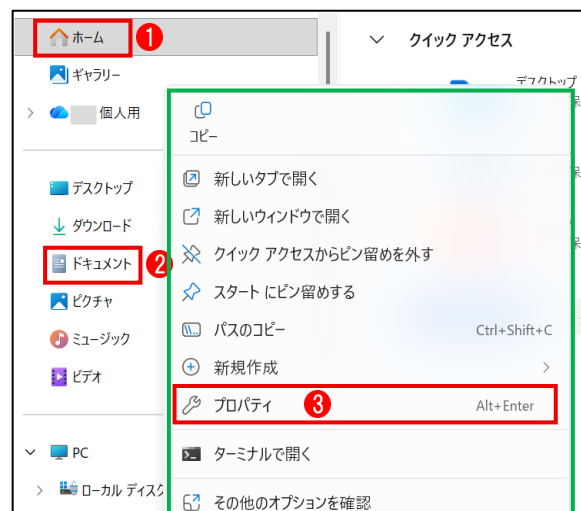 ホーム
1
クイック アクセス
ギャラリー
デスクトップ
個人用
コピー
新しいタブで開く
デスクトップ
新しいウィンドウで開く
ダウンロード
ドキュメント
2
クイック アクセスからピン留めを外す
スタート にピン留めする
ピクチャ
パスのコピー
Ctrl+Shift+C
ミュージック
新規作成
ビデオ
プロパティ
3
Alt+Enter
PC
ターミナルで開く
ローカル ディスク
その他のオプションを確認